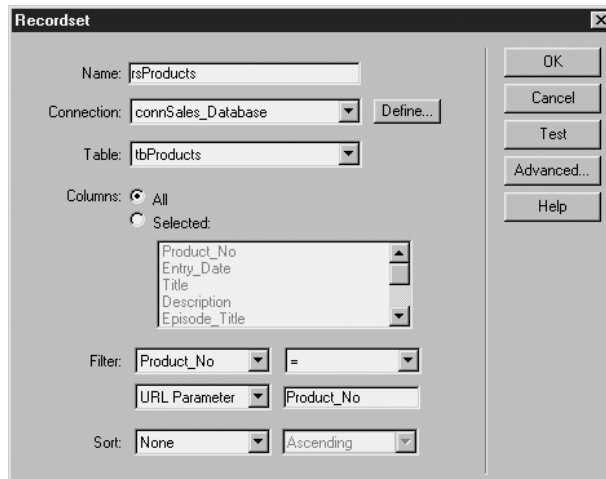 Recordset
Name: rsProducts
Connection: connSales_Database Define...
Table: tbProducts
Columns: All
Selected:
Product_No
Entry_Date
Title
Description
Episode_Title
Filter: Product_No =
URL Parameter Product_No
Sort: None Ascending
OK
Cancel
Test
Advanced...
Help